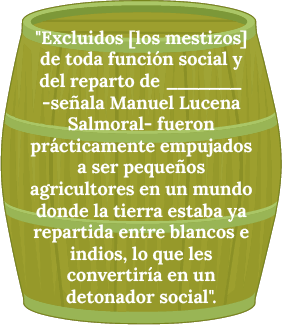 "Excluidos [los mestizos]
de toda función social y
del reparto de ________
-señala Manuel Lucena
Salmoral- fueron
prácticamente empujados
a ser pequeños
agricultores en un mundo
donde la tierra estaba ya
repartida entre blancos e
indios, lo que les
convertiría en un
detonador social".